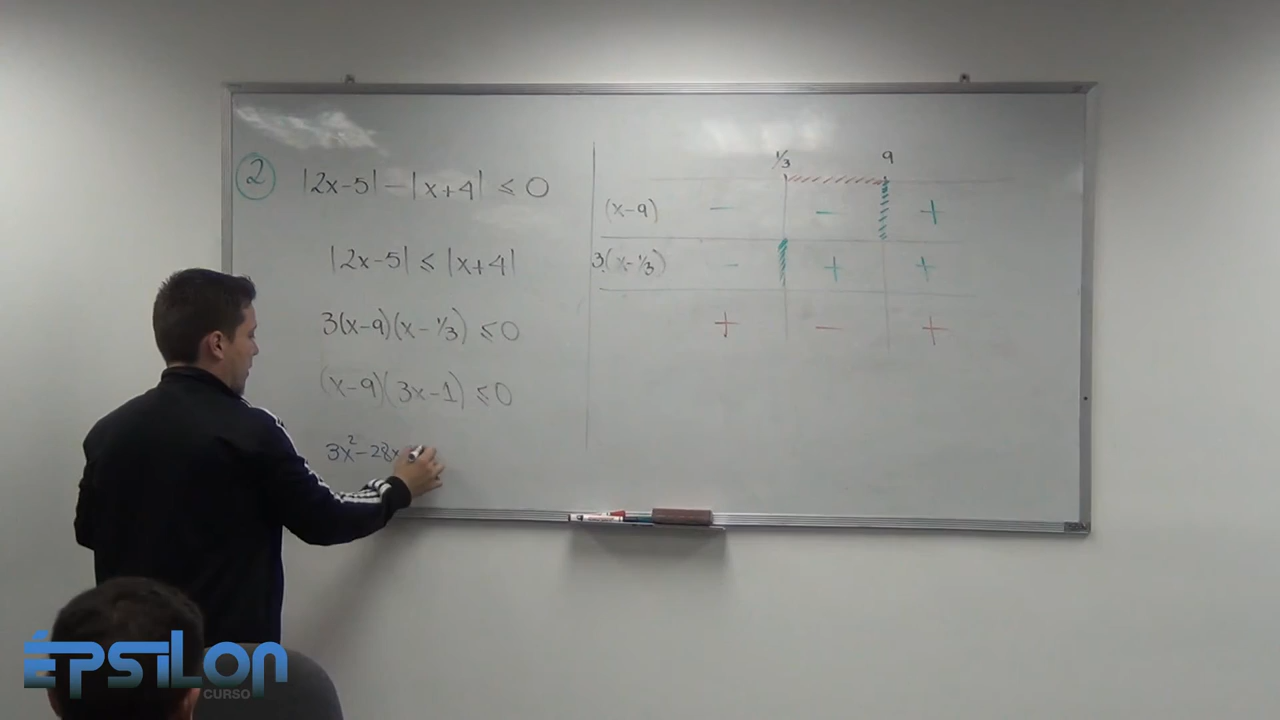 2 |2x-5| - |x+4| ≤ 0
|2x-5| ≤ |x+4|
3(x-9)(x-1/3) ≤ 0
(x-9)(3x-1) ≤ 0
3x² - 28x
1/3 9
(x-9) - - +
3.(x-1/3) - + +
+ - +
ÉPSILON
CURSO